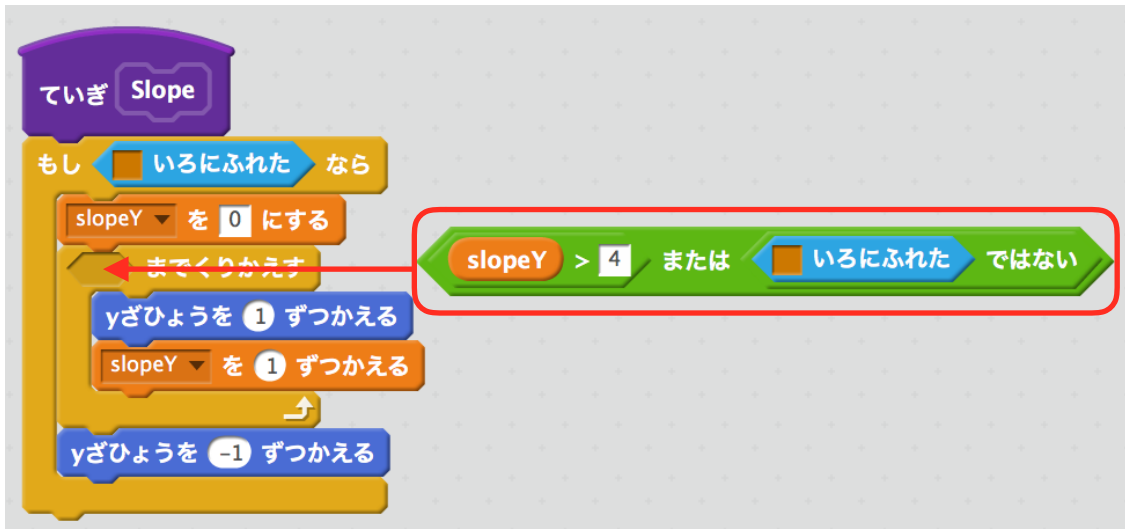 ていぎ Slope
もし いろにふれた なら
slopeY を 0 にする
slopeY > 4 または いろにふれた ではない
までくりかえす
yざひょうを 1 ずつかえる
slopeY を 1 ずつかえる
yざひょうを -1 ずつかえる